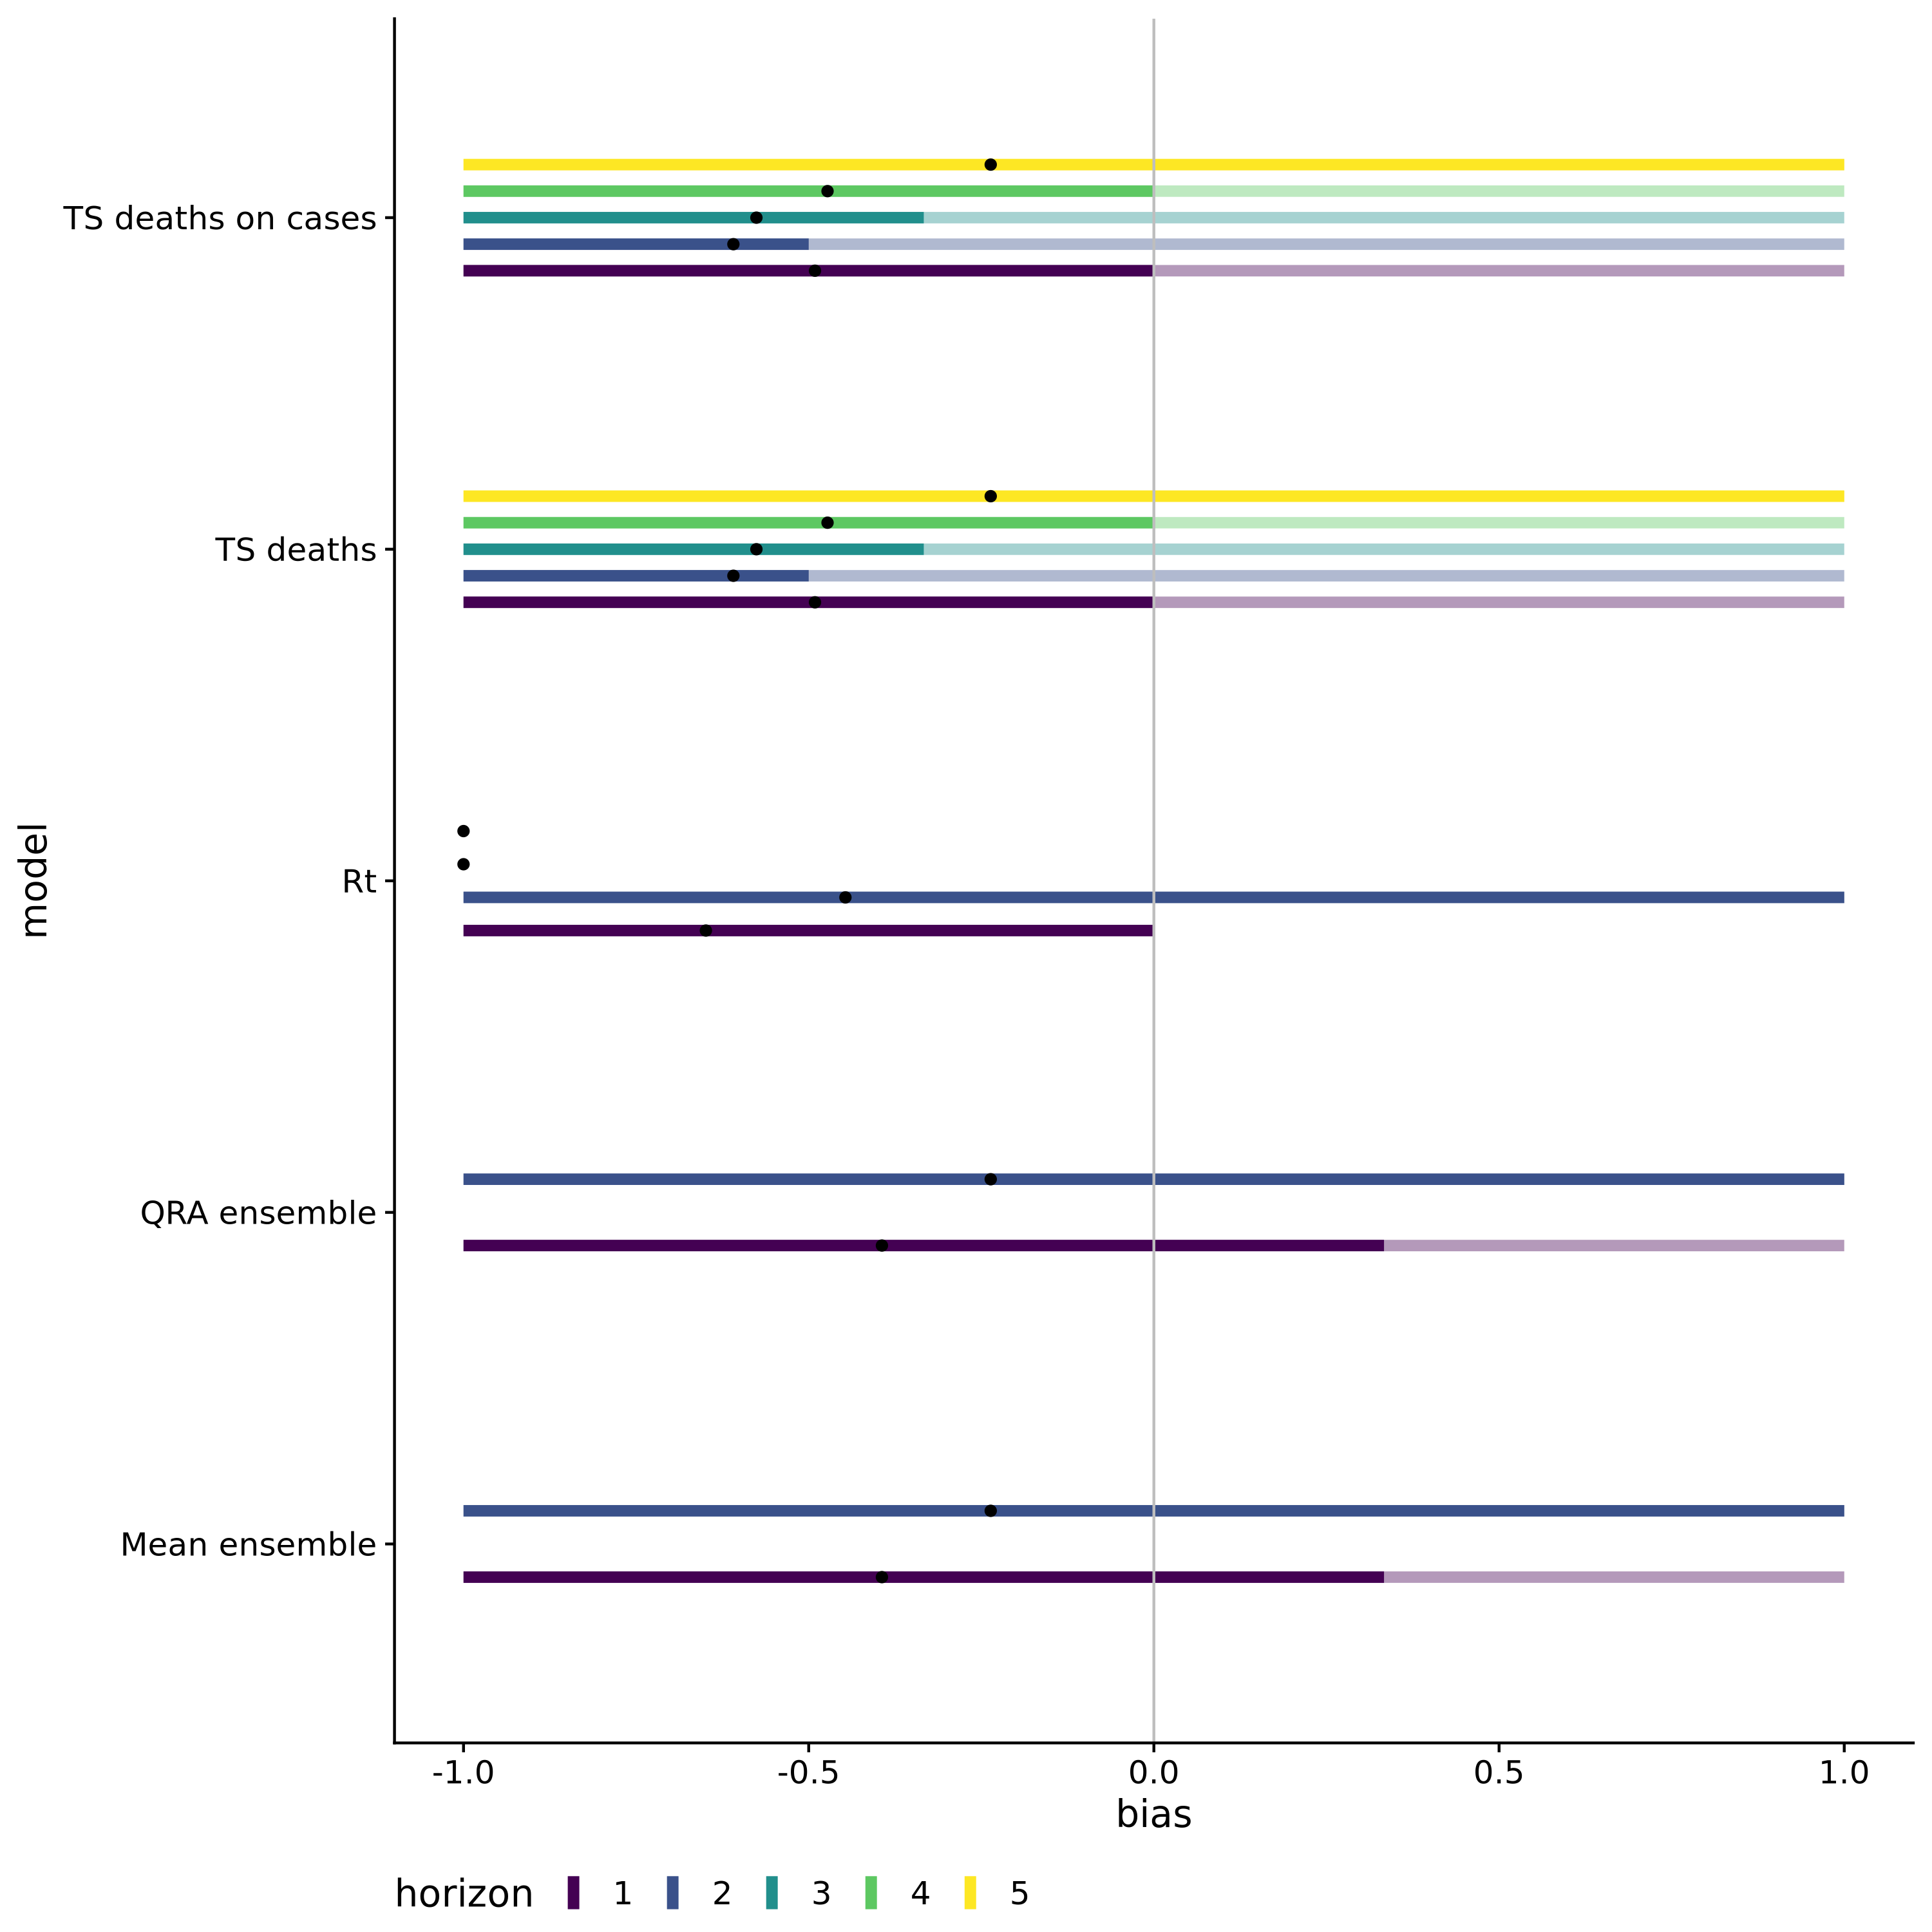 TS deaths on cases
TS deaths
Rt
QRA ensemble
Mean ensemble
model
-1.0 -0.5 0.0 0.5 1.0
bias
horizon 1 2 3 4 5